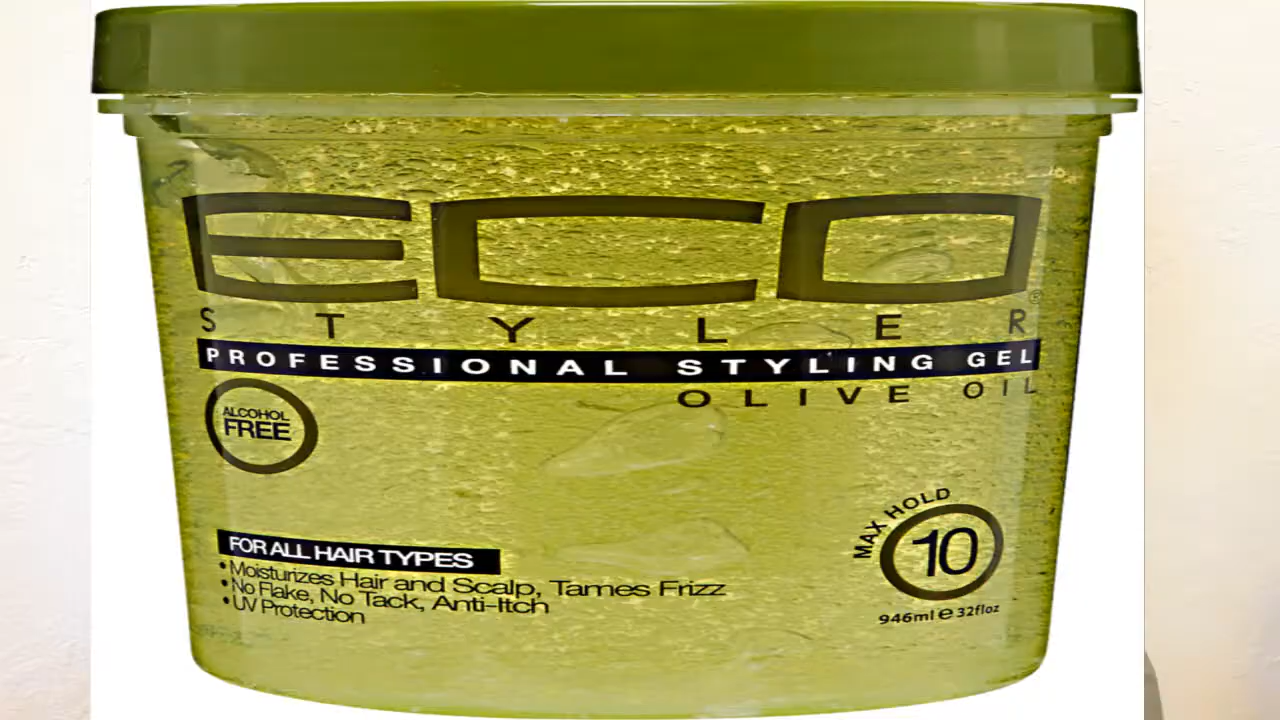 ECO
STYLER®
PROFESSIONAL STYLING GEL
OLIVE OIL
ALCOHOL
FREE
MAX HOLD
10
946ml e 32floz
FOR ALL HAIR TYPES
•Moisturizes Hair and Scalp, Tames Frizz
•No Flake, No Tack, Anti-Itch
•UV Protection